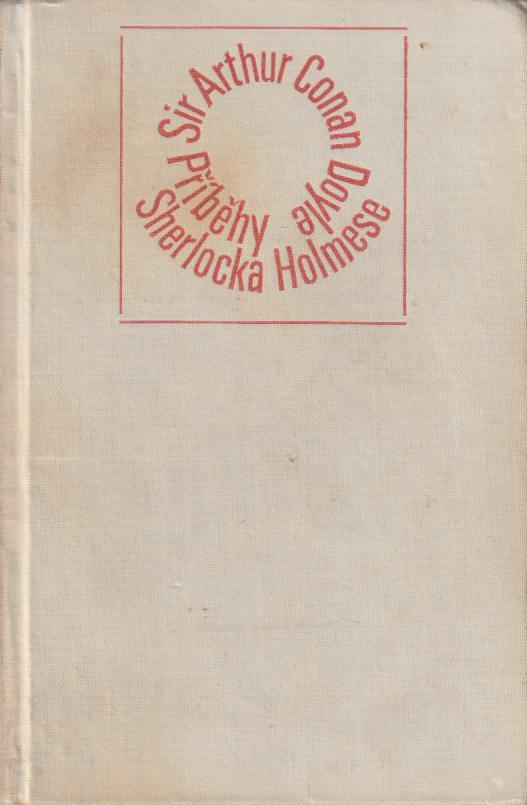 Sir Arthur Conan Doyle
Příběhy
Sherlocka Holmese